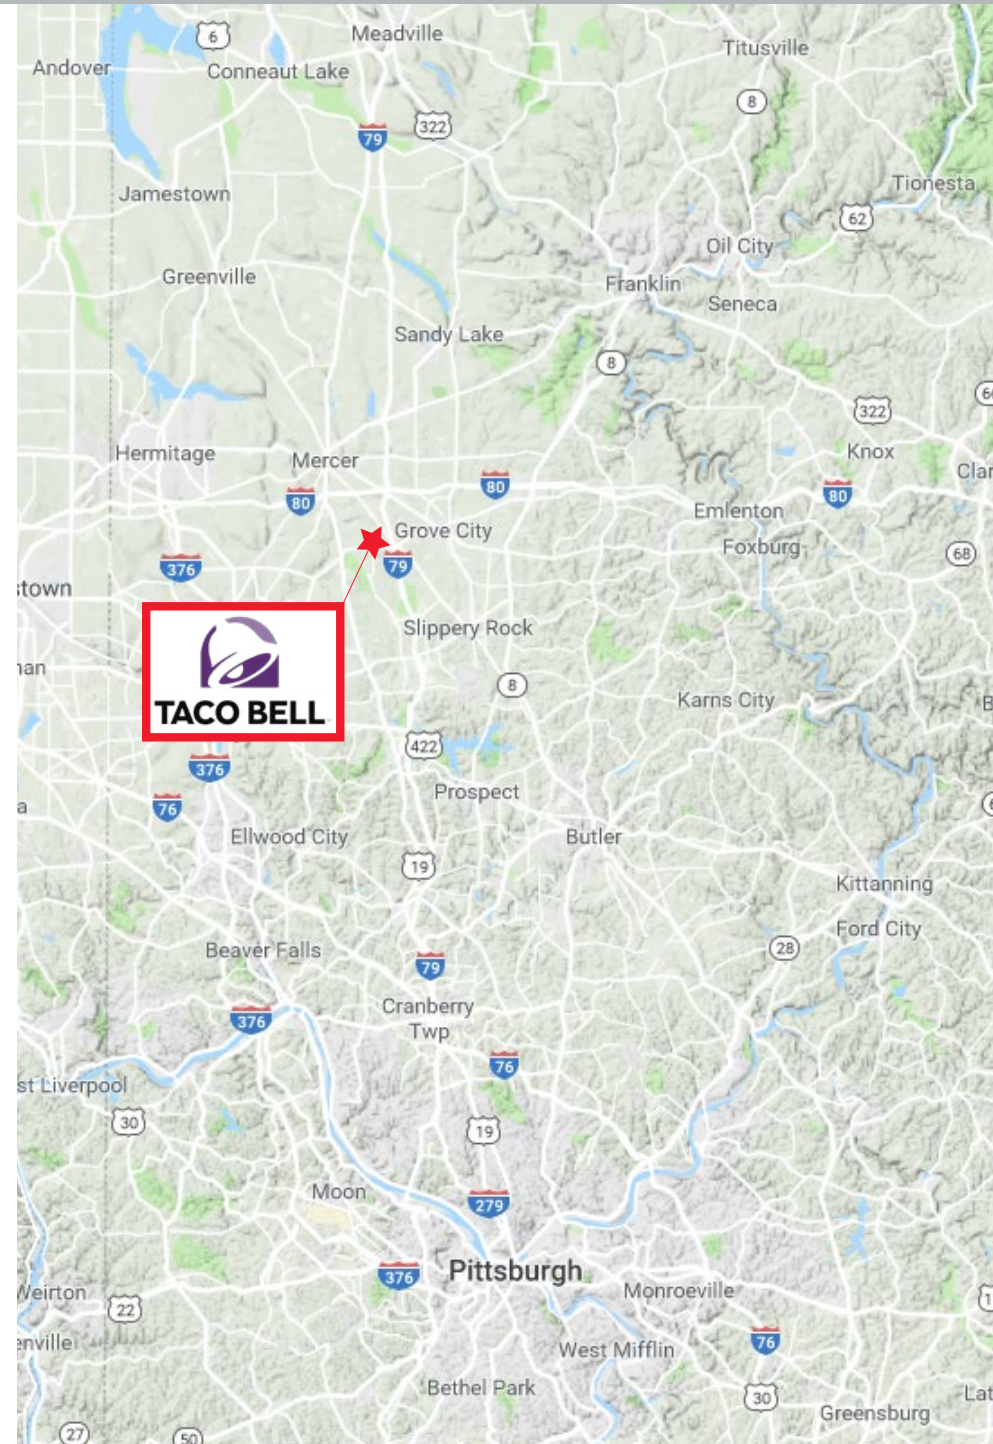 6
Meadville
Titusville
Andover
Conneaut Lake
8
322
79
Tionesta
Jamestown
62
Oil City
Greenville
Franklin
Seneca
Sandy Lake
8
322
Hermitage
Mercer
Knox
80
80
80
Emlenton
Grove City
Foxburg
68
376
79
stown
Slippery Rock
TACO BELL
8
Karns City
422
376
76
Prospect
Ellwood City
Butler
19
Kittanning
Ford City
28
Beaver Falls
79
Cranberry
Twp
376
76
st Liverpool
30
19
Moon
279
Pittsburgh
376
Monroeville
Weirton
22
76
enville
West Mifflin
Bethel Park
30
Lat
Greensburg
27
50